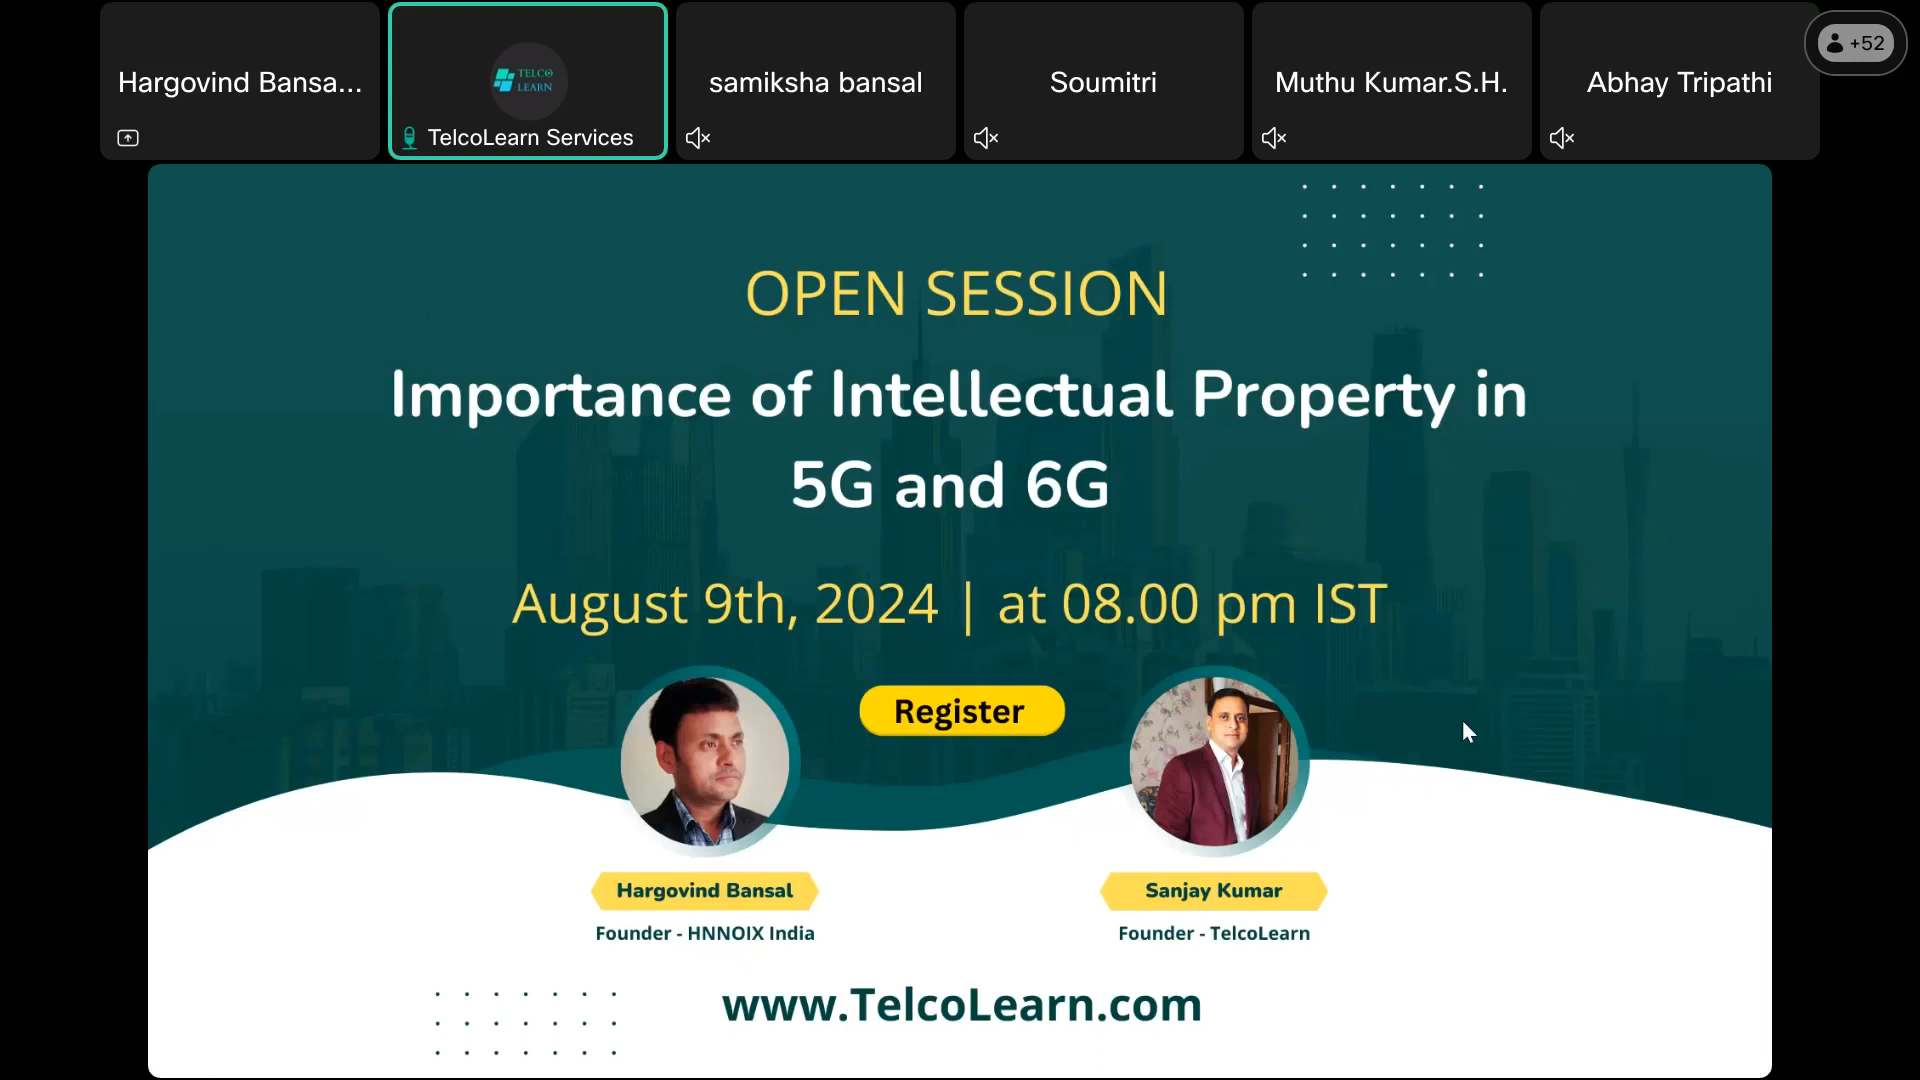 Hargovind Bansa...
TELCO
LEARN
TelcoLearn Services
samiksha bansal
Soumitri
Muthu Kumar.S.H.
Abhay Tripathi
+52
OPEN SESSION
Importance of Intellectual Property in
5G and 6G
August 9th, 2024 | at 08.00 pm IST
Register
Hargovind Bansal
Founder - HNNOIX India
Sanjay Kumar
Founder - TelcoLearn
www.TelcoLearn.com